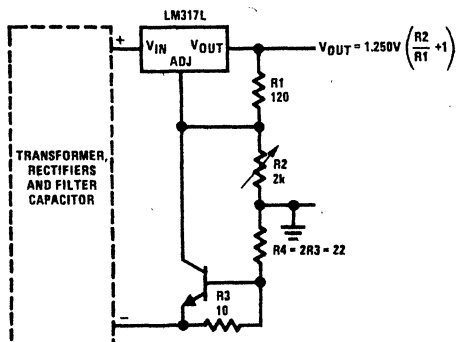 LM317L
+
VIN VOUT
ADJ
VOUT = 1.250V (R2/R1 +1)
R1
120
TRANSFORMER,
RECTIFIERS
AND FILTER
CAPACITOR
R2
2k
R4 = 2R3 = 22
R3
10
−